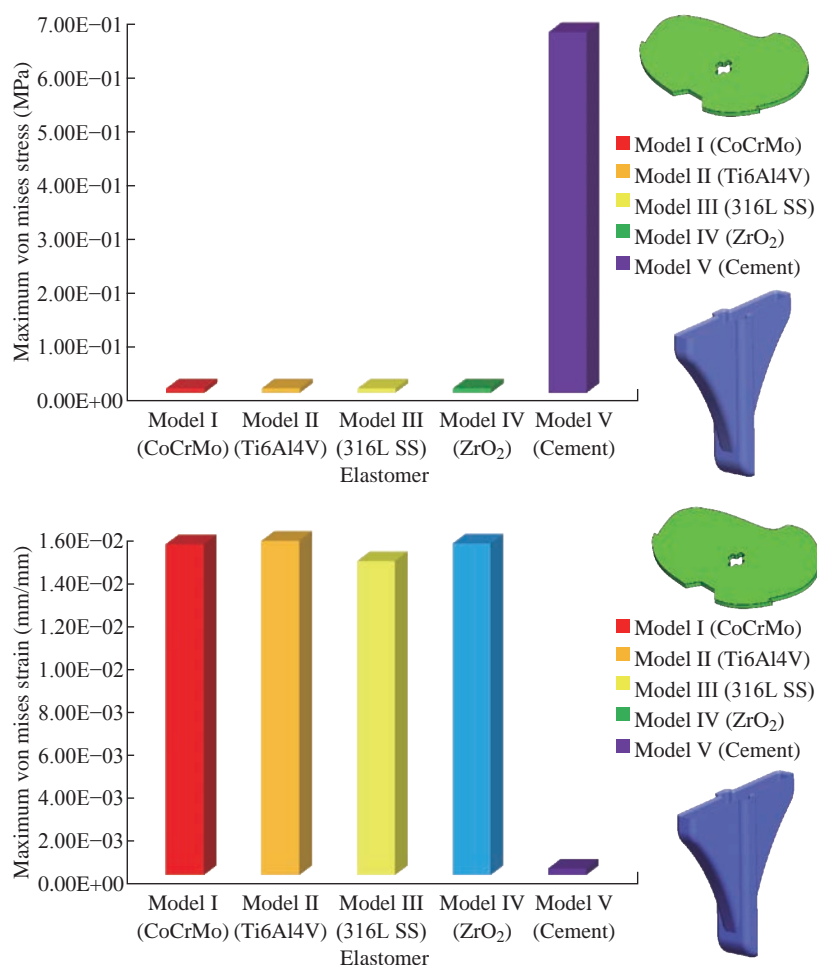 Maximum von mises stress (MPa)
7.00E−01
6.00E−01
5.00E−01
4.00E−01
3.00E−01
2.00E−01
1.00E−01
0.00E+00
Model I
(CoCrMo)
Model II
(Ti6Al4V)
Model III
(316L SS)
Model IV
(ZrO₂)
Model V
(Cement)
Elastomer
Model I (CoCrMo)
Model II (Ti6Al4V)
Model III (316L SS)
Model IV (ZrO₂)
Model V (Cement)
Maximum von mises strain (mm/mm)
1.60E−02
1.40E−02
1.20E−02
1.00E−02
8.00E−03
6.00E−03
4.00E−03
2.00E−03
0.00E+00
Model I
(CoCrMo)
Model II
(Ti6Al4V)
Model III
(316L SS)
Model IV
(ZrO₂)
Model V
(Cement)
Elastomer
Model I (CoCrMo)
Model II (Ti6Al4V)
Model III (316L SS)
Model IV (ZrO₂)
Model V (Cement)